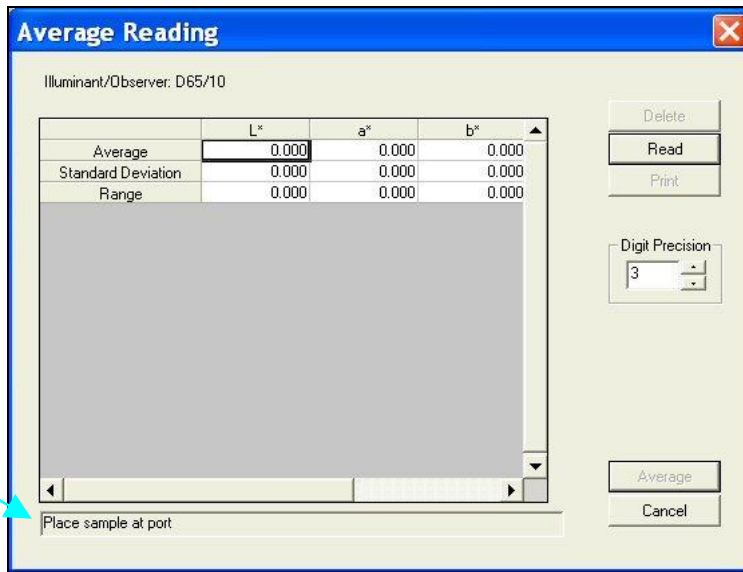 Average Reading
Illuminant/Observer: D65/10
L* a* b*
Average 0.000 0.000 0.000
Standard Deviation 0.000 0.000 0.000
Range 0.000 0.000 0.000
Delete
Read
Print
Digit Precision
3
Average
Cancel
Place sample at port